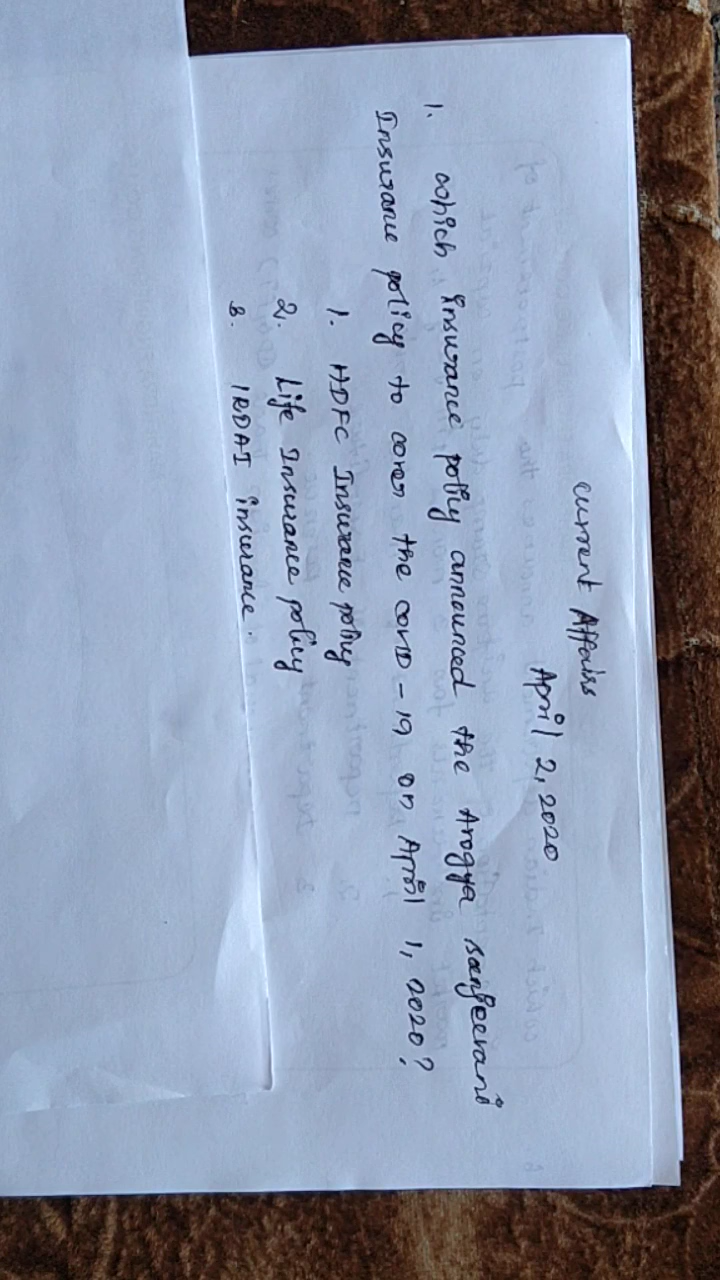 Current Affairs
April 2, 2020
1. Which Insurance policy announced the Arogya Sanjeevani
Insurance policy to cover the COVID-19 on April 1, 2020?
1. HDFC Insurance policy
2. Life Insurance policy
3. IRDAI insurance.